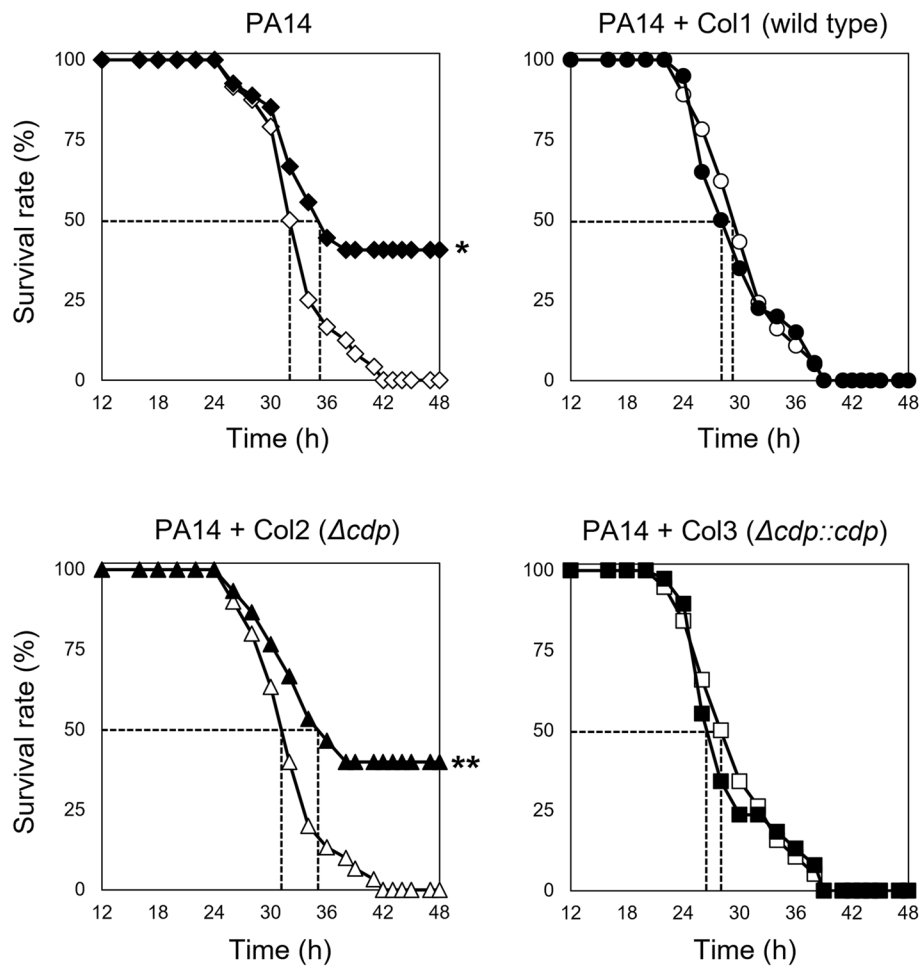 PA14
Survival rate (%)
100
75
50
25
0
*
12 18 24 30 36 42 48
Time (h)
PA14 + Col1 (wild type)
100
75
50
25
0
12 18 24 30 36 42 48
Time (h)
PA14 + Col2 (Δcdp)
Survival rate (%)
100
75
50
25
0
**
12 18 24 30 36 42 48
Time (h)
PA14 + Col3 (Δcdp::cdp)
100
75
50
25
0
12 18 24 30 36 42 48
Time (h)